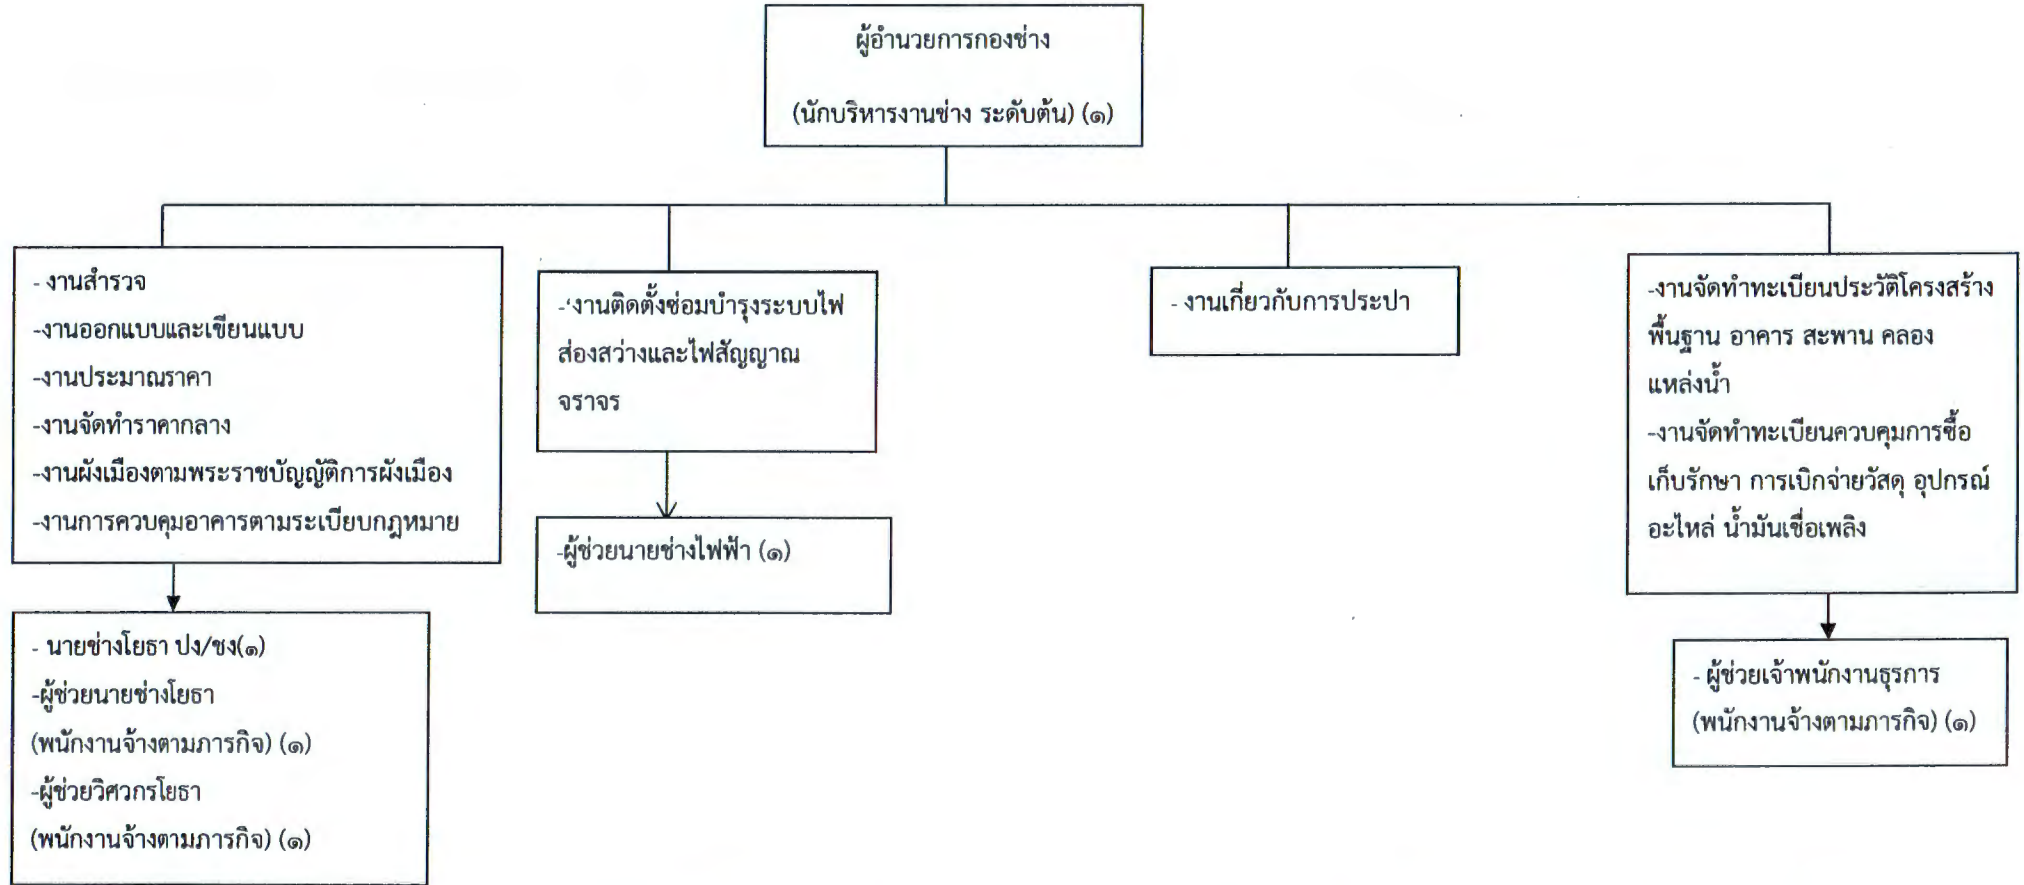 ผู้อำนวยการกองช่าง
(นักบริหารงานช่าง ระดับต้น) (๑)
- งานสำรวจ
-งานออกแบบและเขียนแบบ
-งานประมาณราคา
-งานจัดทำราคากลาง
-งานผังเมืองตามพระราชบัญญัติการผังเมือง
-งานการควบคุมอาคารตามระเบียบกฎหมาย
- นายช่างโยธา ปง/ชง(๑)
-ผู้ช่วยนายช่างโยธา
(พนักงานจ้างตามภารกิจ) (๑)
-ผู้ช่วยวิศวกรโยธา
(พนักงานจ้างตามภารกิจ) (๑)
-งานติดตั้งซ่อมบำรุงระบบไฟ
ส่องสว่างและไฟสัญญาณ
จราจร
-ผู้ช่วยนายช่างไฟฟ้า (๑)
- งานเกี่ยวกับการประปา
-งานจัดทำทะเบียนประวัติโครงสร้าง
พื้นฐาน อาคาร สะพาน คลอง
แหล่งน้ำ
-งานจัดทำทะเบียนควบคุมการซื้อ
เก็บรักษา การเบิกจ่ายวัสดุ อุปกรณ์
อะไหล่ น้ำมันเชื้อเพลิง
- ผู้ช่วยเจ้าพนักงานธุรการ
(พนักงานจ้างตามภารกิจ) (๑)